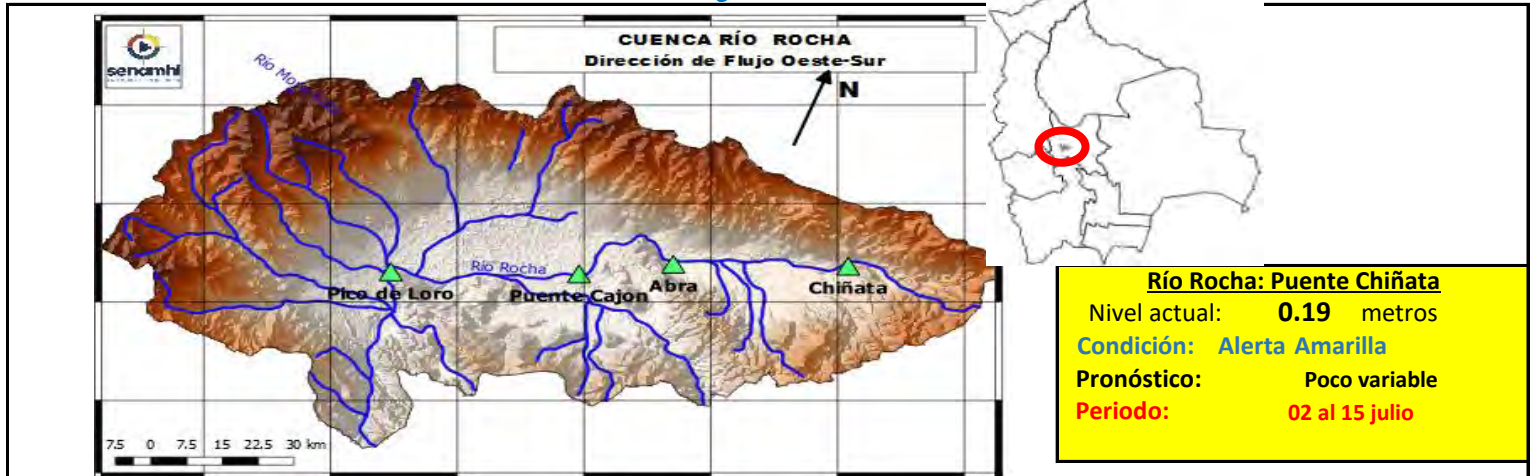 senamhi
CUENCA RÍO ROCHA
Dirección de Flujo Oeste-Sur
N
Río Rocha
Pico de Loro
Puente Cajon
Abra
Chiñata
7.5 0 7.5 15 22.5 30 km
Río Rocha: Puente Chiñata
Nivel actual: 0.19 metros
Condición: Alerta Amarilla
Pronóstico: Poco variable
Periodo: 02 al 15 julio